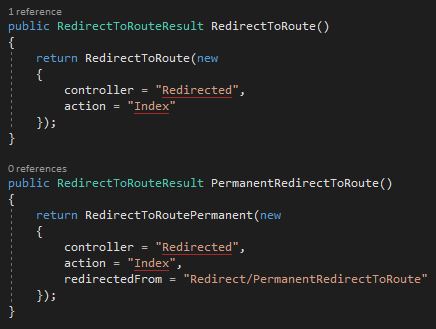 1 reference
public RedirectToRouteResult RedirectToRoute()
{
return RedirectToRoute(new
{
controller = "Redirected",
action = "Index"
});
}
0 references
public RedirectToRouteResult PermanentRedirectToRoute()
{
return RedirectToRoutePermanent(new
{
controller = "Redirected",
action = "Index",
redirectedFrom = "Redirect/PermanentRedirectToRoute"
});
}